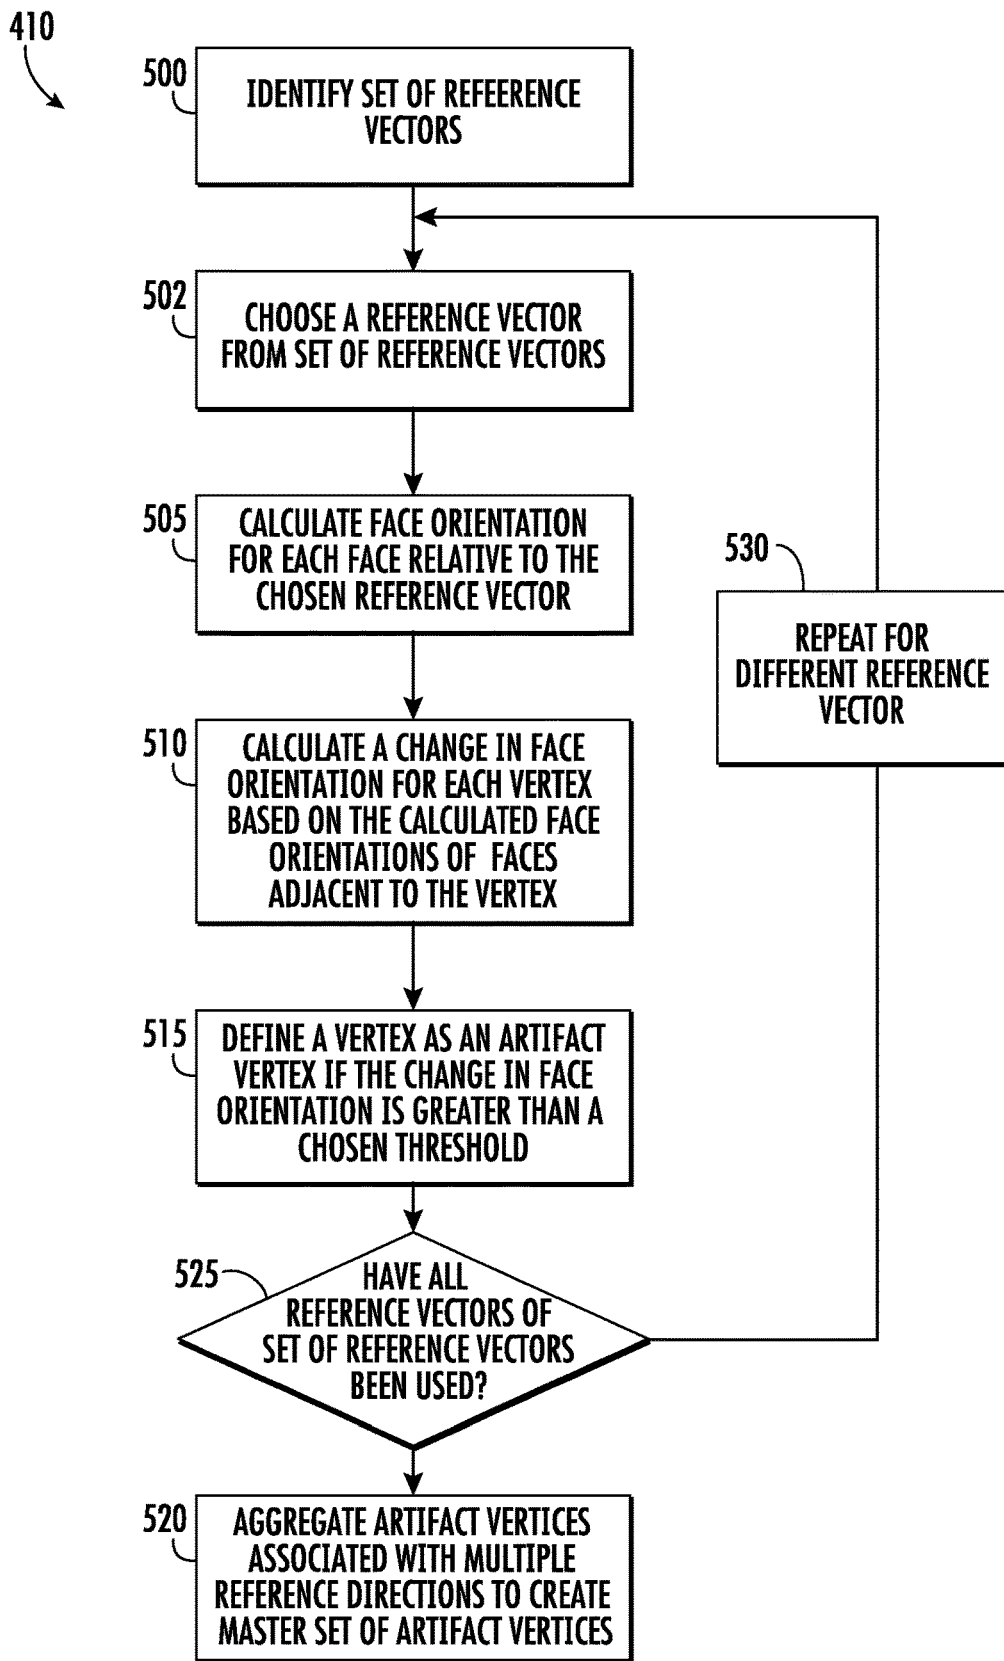 410
500
IDENTIFY SET OF REFEERENCE
VECTORS
502
CHOOSE A REFERENCE VECTOR
FROM SET OF REFERENCE VECTORS
505
CALCULATE FACE ORIENTATION
FOR EACH FACE RELATIVE TO THE
CHOSEN REFERENCE VECTOR
530
REPEAT FOR
DIFFERENT REFERENCE
VECTOR
510
CALCULATE A CHANGE IN FACE
ORIENTATION FOR EACH VERTEX
BASED ON THE CALCULATED FACE
ORIENTATIONS OF FACES
ADJACENT TO THE VERTEX
515
DEFINE A VERTEX AS AN ARTIFACT
VERTEX IF THE CHANGE IN FACE
ORIENTATION IS GREATER THAN A
CHOSEN THRESHOLD
525
HAVE ALL
REFERENCE VECTORS OF
SET OF REFERENCE VECTORS
BEEN USED?
520
AGGREGATE ARTIFACT VERTICES
ASSOCIATED WITH MULTIPLE
REFERENCE DIRECTIONS TO CREATE
MASTER SET OF ARTIFACT VERTICES